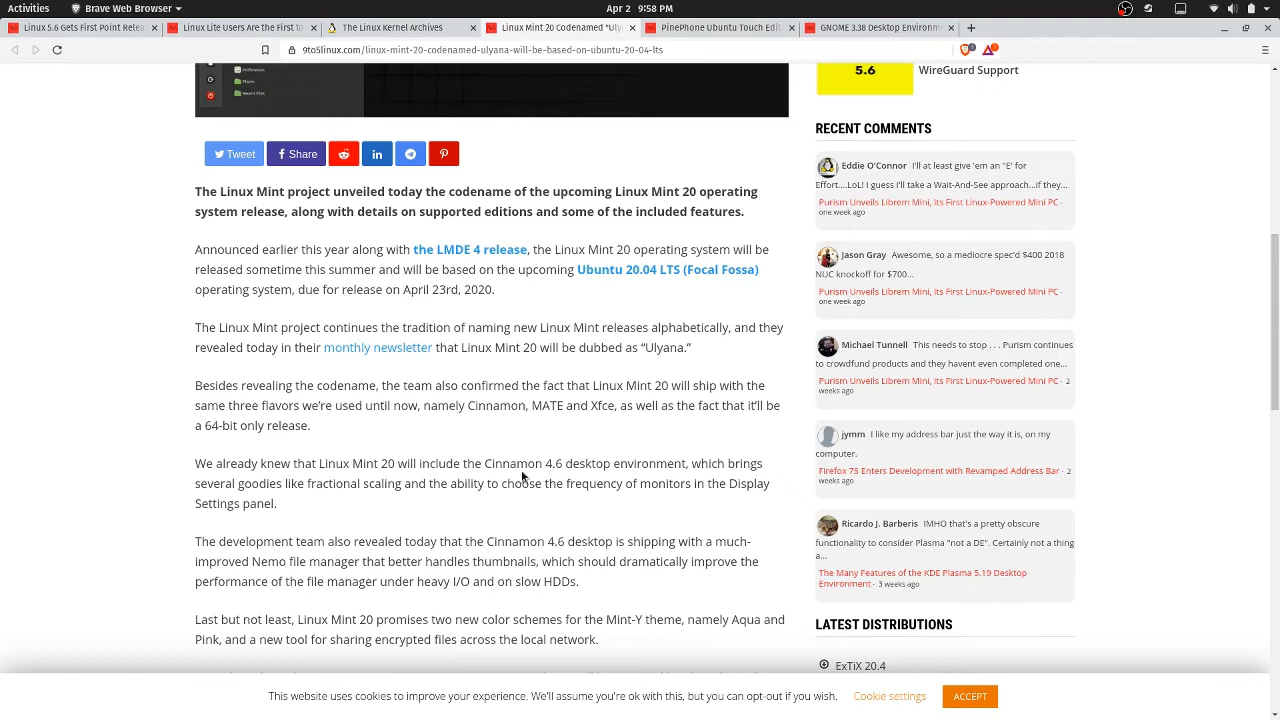 Activities
Brave Web Browser
Apr 2 9:58 PM
Linux 5.6 Gets First Point Relea
Linux Lite Users Are the First to
The Linux Kernel Archives
Linux Mint 20 Codenamed "Uly
PinePhone Ubuntu Touch Editi
GNOME 3.38 Desktop Environm
9to5linux.com/linux-mint-20-codenamed-ulyana-will-be-based-on-ubuntu-20-04-lts
Preferences
Places
Recent Files
Tweet
Share
The Linux Mint project unveiled today the codename of the upcoming Linux Mint 20 operating
system release, along with details on supported editions and some of the included features.
Announced earlier this year along with the LMDE 4 release, the Linux Mint 20 operating system will be
released sometime this summer and will be based on the upcoming Ubuntu 20.04 LTS (Focal Fossa)
operating system, due for release on April 23rd, 2020.
The Linux Mint project continues the tradition of naming new Linux Mint releases alphabetically, and they
revealed today in their monthly newsletter that Linux Mint 20 will be dubbed as “Ulyana.”
Besides revealing the codename, the team also confirmed the fact that Linux Mint 20 will ship with the
same three flavors we’re used until now, namely Cinnamon, MATE and Xfce, as well as the fact that it’ll be
a 64-bit only release.
We already knew that Linux Mint 20 will include the Cinnamon 4.6 desktop environment, which brings
several goodies like fractional scaling and the ability to choose the frequency of monitors in the Display
Settings panel.
The development team also revealed today that the Cinnamon 4.6 desktop is shipping with a much-
improved Nemo file manager that better handles thumbnails, which should dramatically improve the
performance of the file manager under heavy I/O and on slow HDDs.
Last but not least, Linux Mint 20 promises two new color schemes for the Mint-Y theme, namely Aqua and
Pink, and a new tool for sharing encrypted files across the local network.
5.6
WireGuard Support
RECENT COMMENTS
Eddie O'Connor I'll at least give 'em an "E' for
Effort....LoL! I guess I'll take a Wait-And-See approach...if they...
Purism Unveils Librem Mini, Its First Linux-Powered Mini PC ·
one week ago
Jason Gray Awesome, so a mediocre spec'd $400 2018
NUC knockoff for $700...
Purism Unveils Librem Mini, Its First Linux-Powered Mini PC ·
one week ago
Michael Tunnell This needs to stop . . . Purism continues
to crowdfund products and they havent even completed one...
Purism Unveils Librem Mini, Its First Linux-Powered Mini PC · 2
weeks ago
jymm I like my address bar just the way it is, on my
computer.
Firefox 75 Enters Development with Revamped Address Bar · 2
weeks ago
Ricardo J. Barberis IMHO that's a pretty obscure
functionality to consider Plasma "not a DE". Certainly not a thing
a...
The Many Features of the KDE Plasma 5.19 Desktop
Environment · 3 weeks ago
LATEST DISTRIBUTIONS
ExTiX 20.4
This website uses cookies to improve your experience. We'll assume you're ok with this, but you can opt-out if you wish.
Cookie settings
ACCEPT